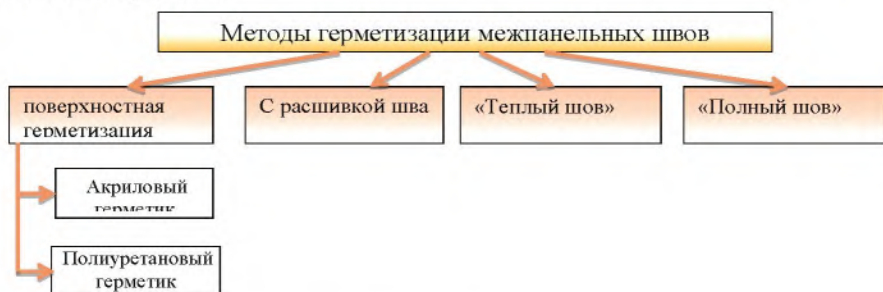 Методы герметизации межпанельных швов
поверхностная
герметизация
С расшивкой шва
«Теплый шов»
«Полный шов»
Акриловый
герметик
Полиуретановый
герметик